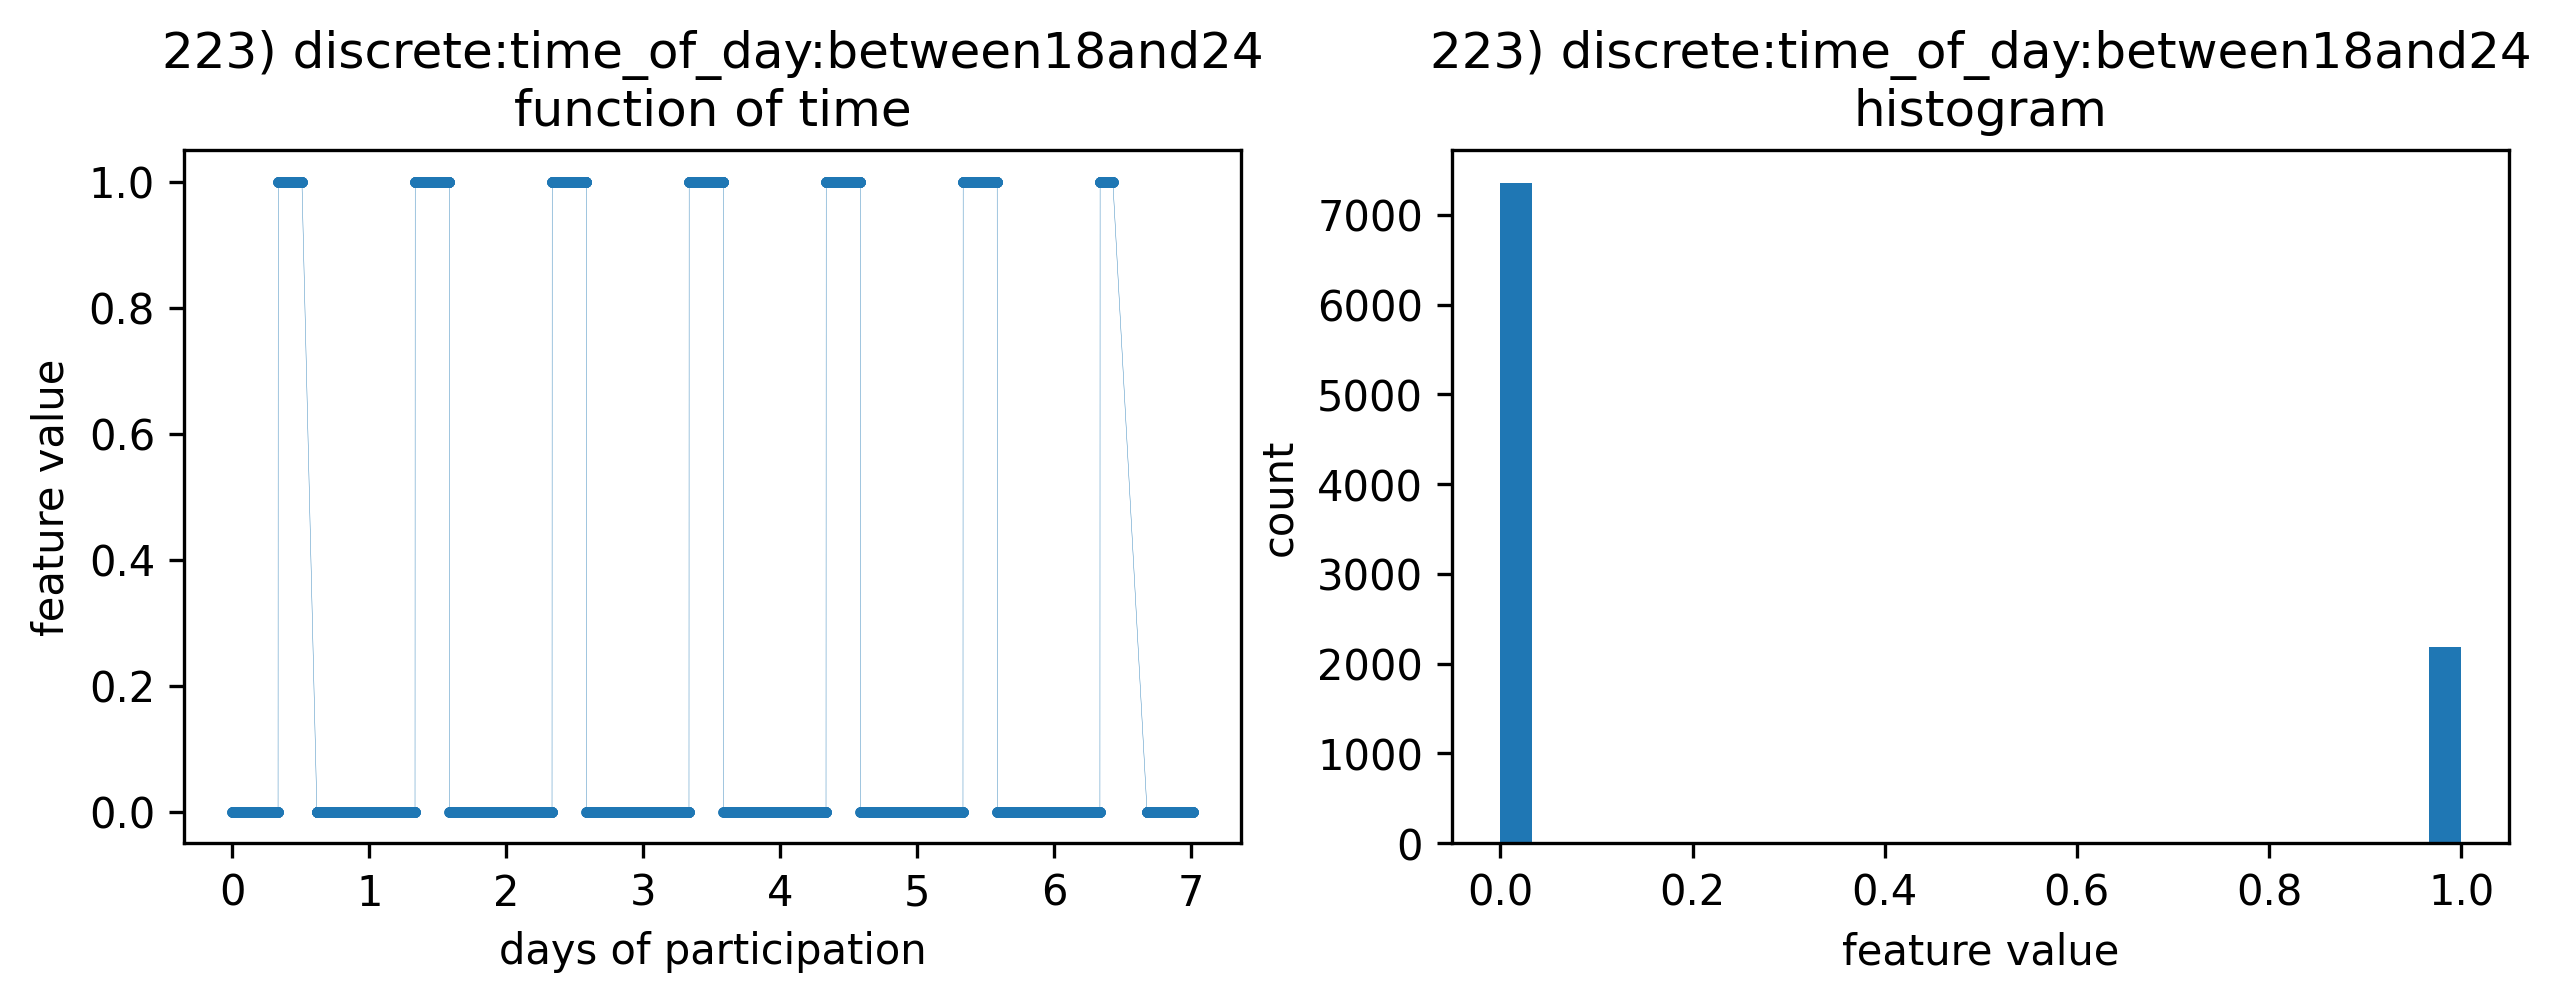 223) discrete:time_of_day:between18and24
function of time
1.0
0.8
0.6
0.4
0.2
0.0
feature value
0 1 2 3 4 5 6 7
days of participation
223) discrete:time_of_day:between18and24
histogram
7000
6000
5000
4000
3000
2000
1000
0
count
0.0 0.2 0.4 0.6 0.8 1.0
feature value